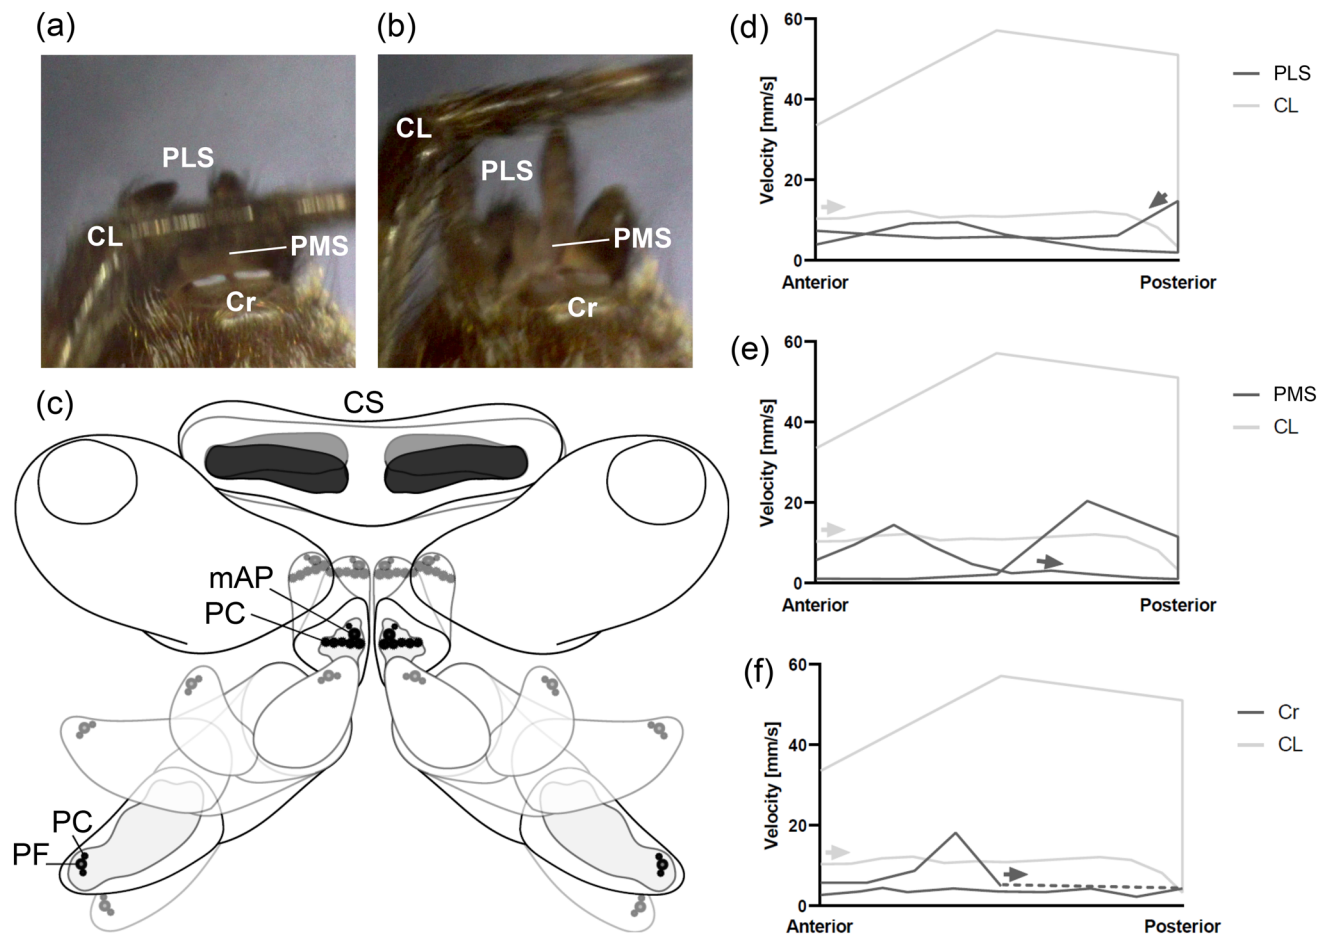 (a)
PLS
CL
PMS
Cr
(b)
CL
PLS
PMS
Cr
(c)
CS
mAP
PC
PC
PF
(d)
60
40
20
0
Velocity [mm/s]
Anterior
Posterior
PLS
CL
(e)
60
40
20
0
Velocity [mm/s]
Anterior
Posterior
PMS
CL
(f)
60
40
20
0
Velocity [mm/s]
Anterior
Posterior
Cr
CL